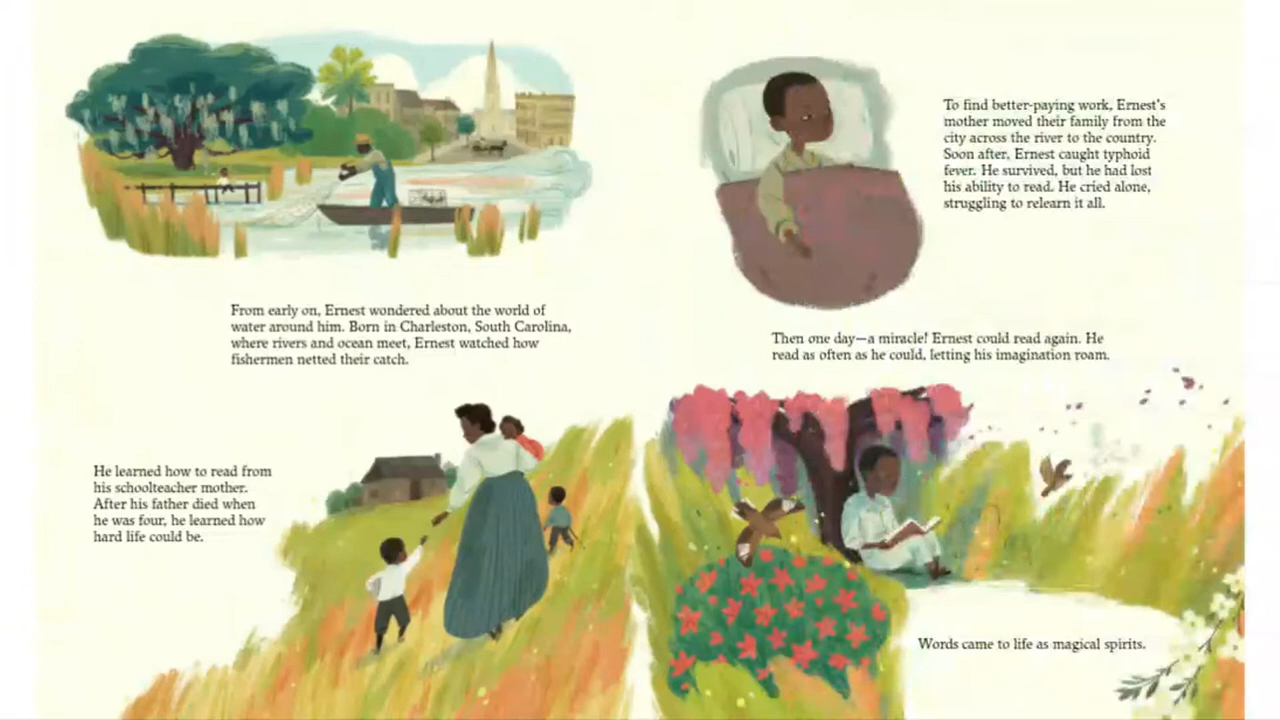 From early on, Ernest wondered about the world of
water around him. Born in Charleston, South Carolina,
where rivers and ocean meet, Ernest watched how
fishermen netted their catch.
He learned how to read from
his schoolteacher mother.
After his father died when
he was four, he learned how
hard life could be.
To find better-paying work, Ernest's
mother moved their family from the
city across the river to the country.
Soon after, Ernest caught typhoid
fever. He survived, but he had lost
his ability to read. He cried alone,
struggling to relearn it all.
Then one day—a miracle! Ernest could read again. He
read as often as he could, letting his imagination roam.
Words came to life as magical spirits.